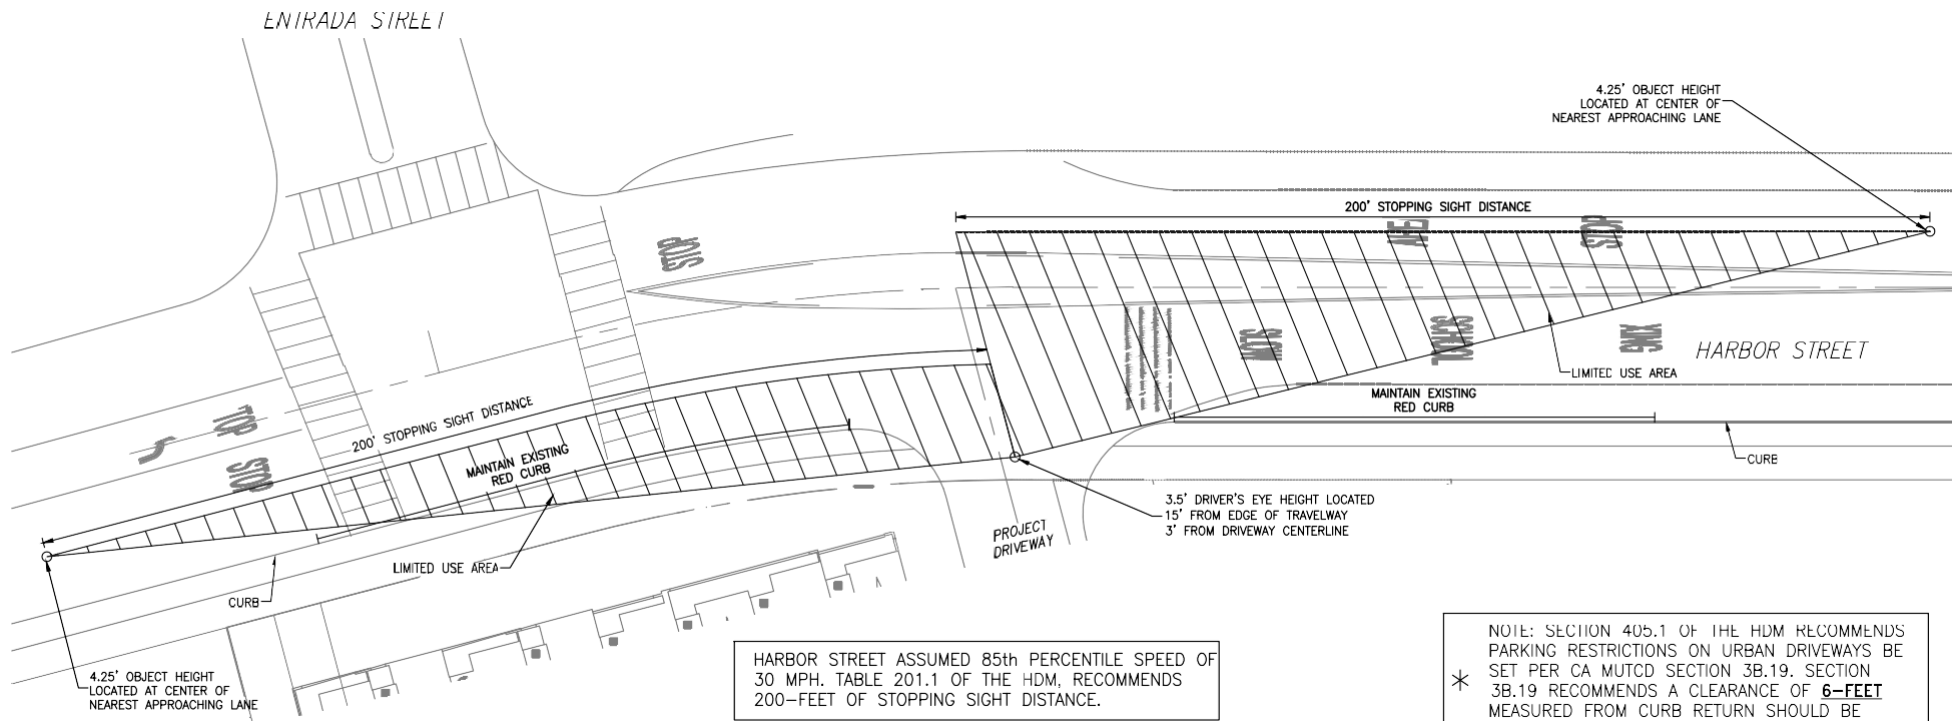 ENTRADA STREET
4.25' OBJECT HEIGHT
LOCATED AT CENTER OF
NEAREST APPROACHING LANE
200' STOPPING SIGHT DISTANCE
STOP
STOP
SLOW
SCHOOL
XING
HARBOR STREET
LIMITED USE AREA
MAINTAIN EXISTING
RED CURB
CURB
200' STOPPING SIGHT DISTANCE
MAINTAIN EXISTING
RED CURB
STOP
3.5' DRIVER'S EYE HEIGHT LOCATED
15' FROM EDGE OF TRAVELWAY
3' FROM DRIVEWAY CENTERLINE
PROJECT
DRIVEWAY
LIMITED USE AREA
CURB
4.25' OBJECT HEIGHT
LOCATED AT CENTER OF
NEAREST APPROACHING LANE
HARBOR STREET ASSUMED 85th PERCENTILE SPEED OF
30 MPH. TABLE 201.1 OF THE HDM, RECOMMENDS
200-FEET OF STOPPING SIGHT DISTANCE.
NOTE: SECTION 405.1 OF THE HDM RECOMMENDS
PARKING RESTRICTIONS ON URBAN DRIVEWAYS BE
* SET PER CA MUTCD SECTION 3B.19. SECTION
3B.19 RECOMMENDS A CLEARANCE OF 6-FEET
MEASURED FROM CURB RETURN SHOULD BE